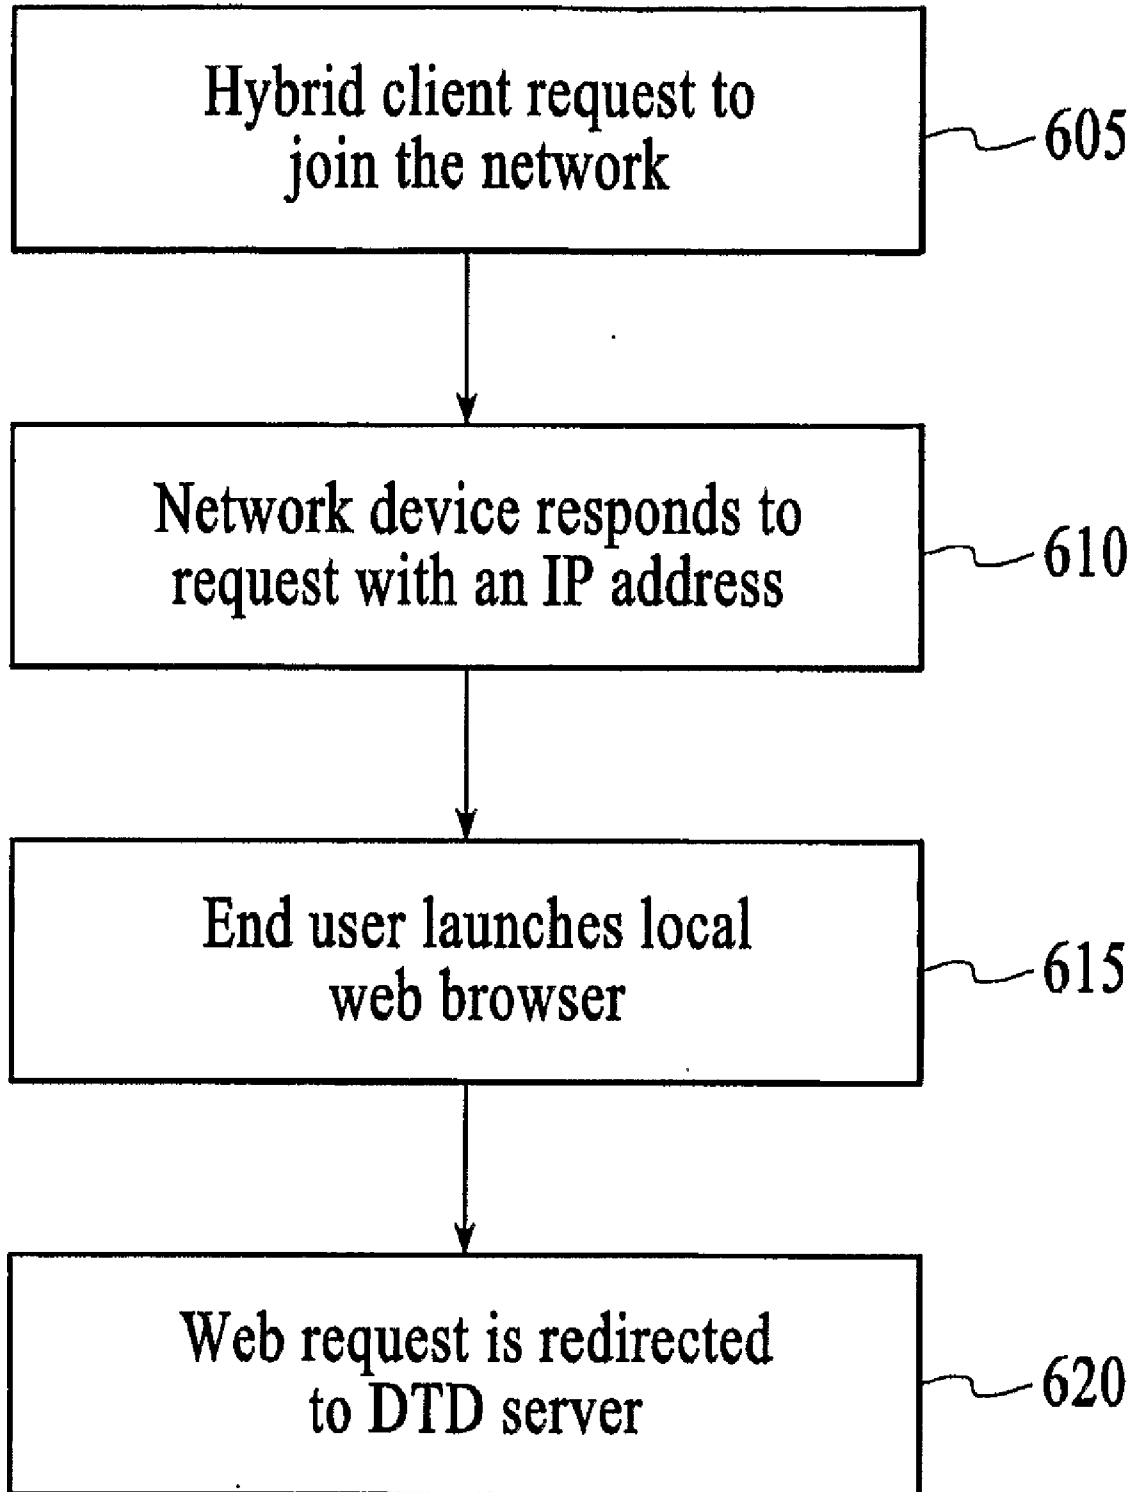 Hybrid client request to
join the network
605
Network device responds to
request with an IP address
610
End user launches local
web browser
615
Web request is redirected
to DTD server
620